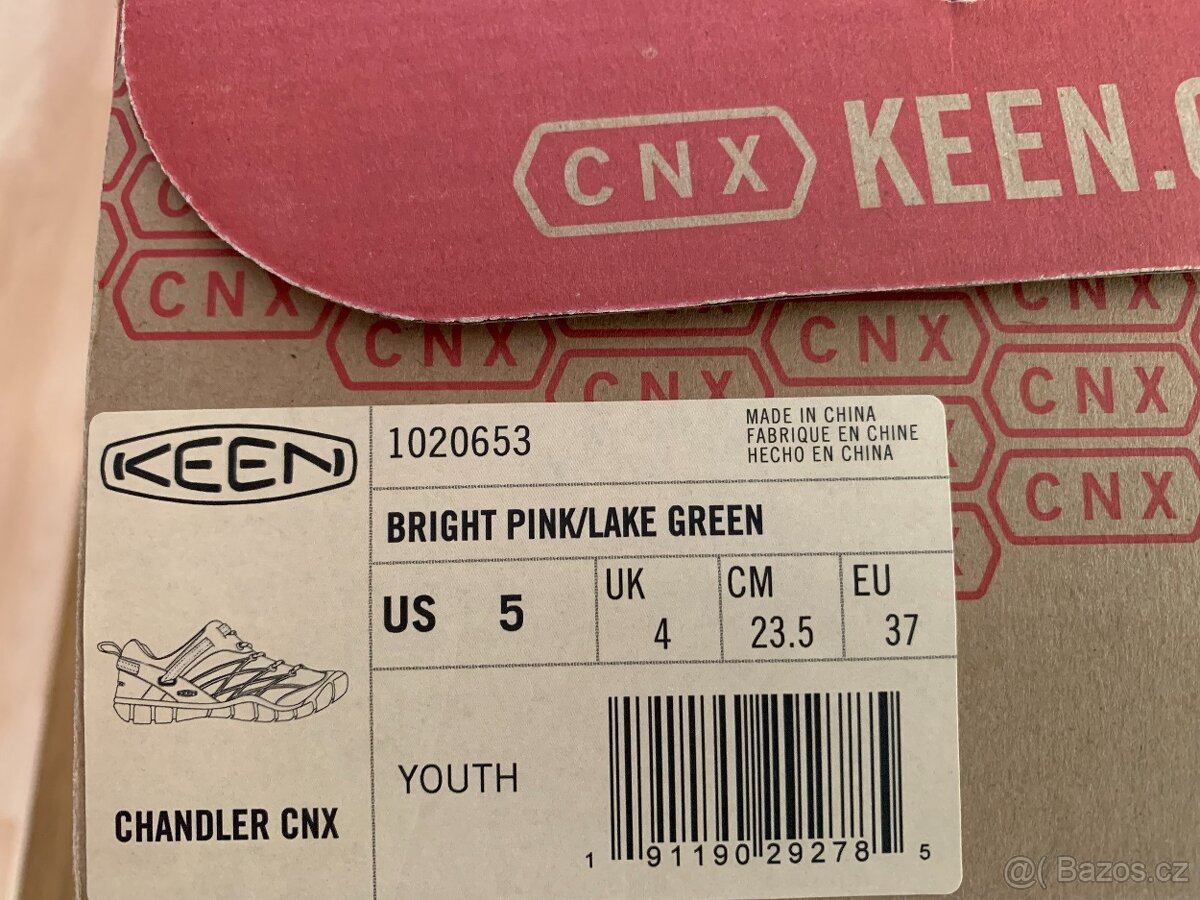 CNX KEEN.
CNX
CNX
CNX
CNX
CNX
CNX
CNX
KEEN
1020653
MADE IN CHINA
FABRIQUE EN CHINE
HECHO EN CHINA
BRIGHT PINK/LAKE GREEN
US 5
UK 4
CM 23.5
EU 37
YOUTH
CHANDLER CNX
1 91190 29278 5
@( Bazos.cz